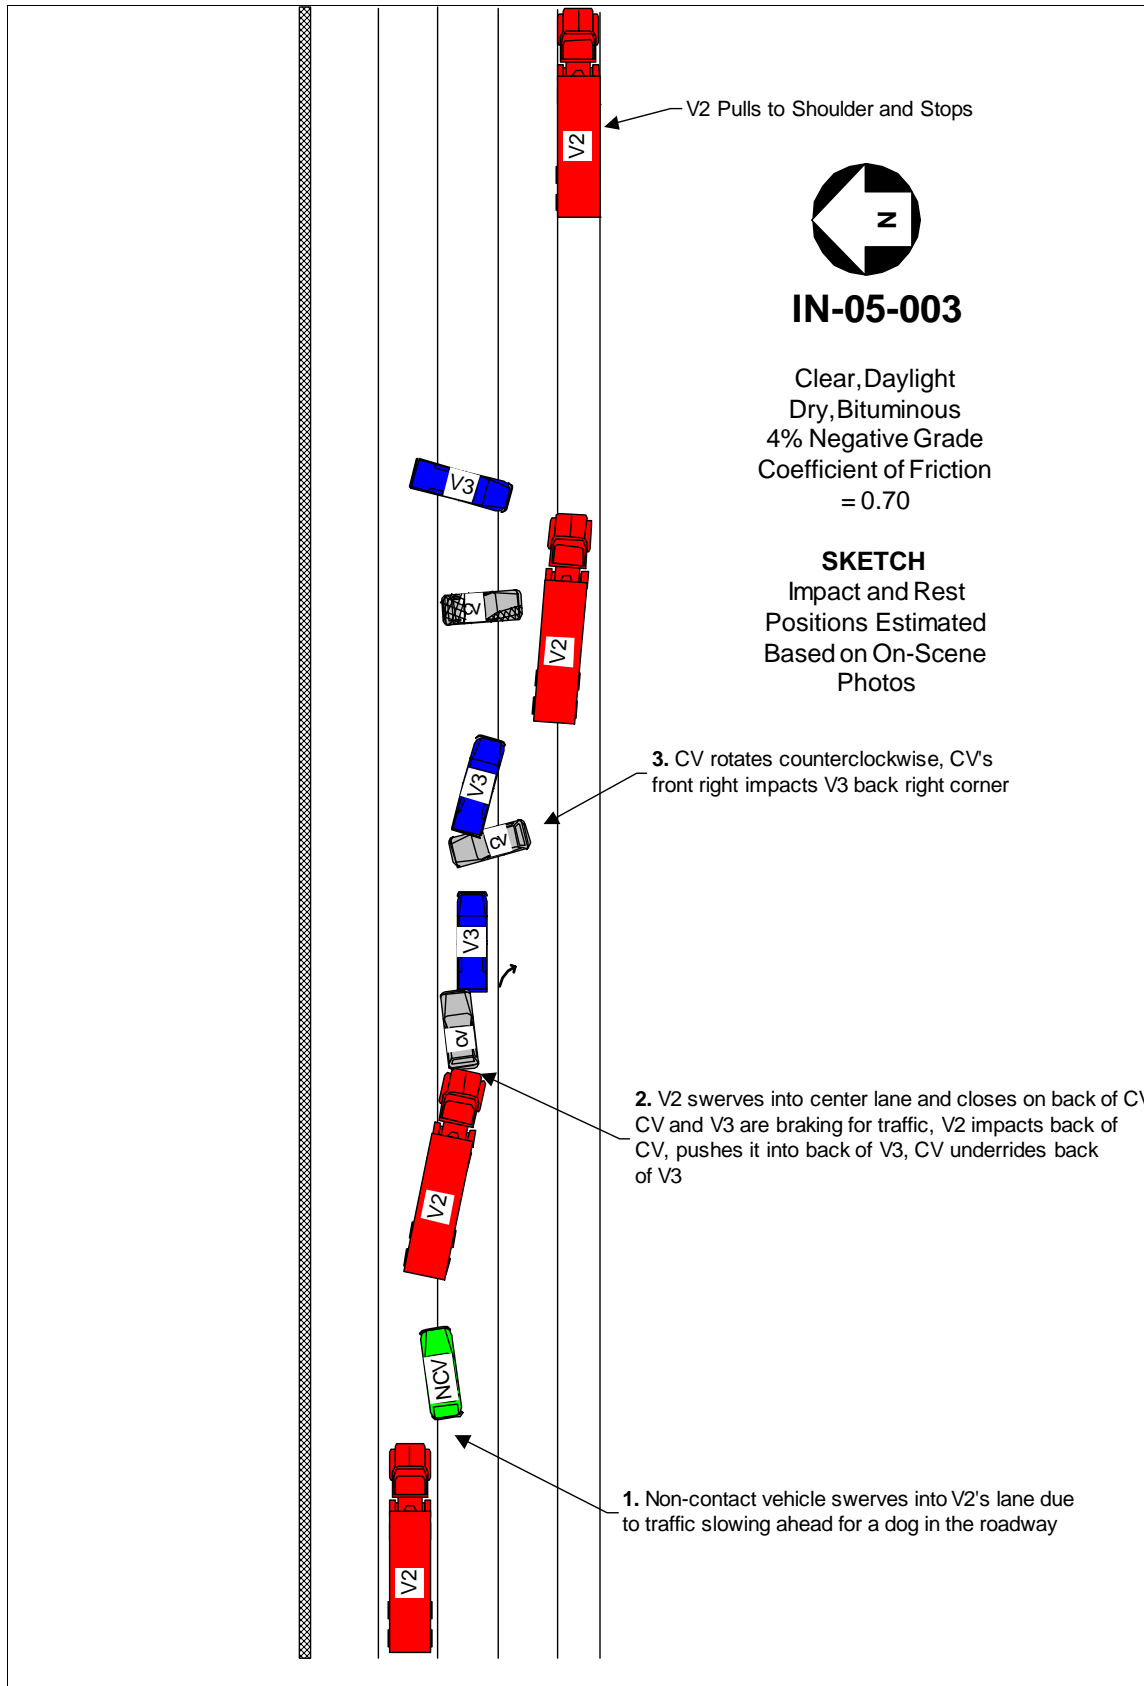 V2
V2 Pulls to Shoulder and Stops
N
IN-05-003
Clear, Daylight
Dry, Bituminous
4% Negative Grade
Coefficient of Friction
= 0.70
SKETCH
Impact and Rest
Positions Estimated
Based on On-Scene
Photos
V3
CV
V2
3. CV rotates counterclockwise, CV's
front right impacts V3 back right corner
V3
CV
V3
CV
2. V2 swerves into center lane and closes on back of CV
CV and V3 are braking for traffic, V2 impacts back of
CV, pushes it into back of V3, CV underrides back
of V3
V2
NCV
1. Non-contact vehicle swerves into V2's lane due
to traffic slowing ahead for a dog in the roadway
V2